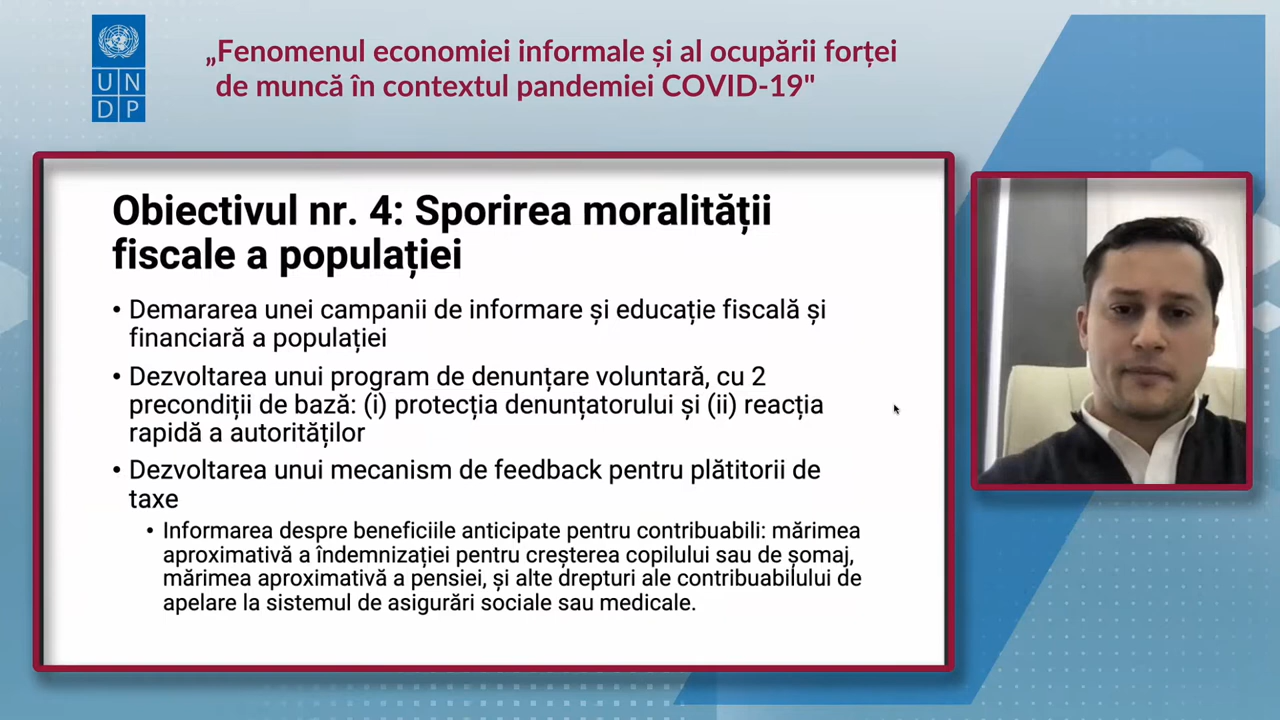 UN
DP
„Fenomenul economiei informale și al ocupării forței
de muncă în contextul pandemiei COVID-19"
Obiectivul nr. 4: Sporirea moralității
fiscale a populației
• Demararea unei campanii de informare și educație fiscală și
financiară a populației
• Dezvoltarea unui program de denunțare voluntară, cu 2
precondiții de bază: (i) protecția denunțatorului și (ii) reacția
rapidă a autorităților
• Dezvoltarea unui mecanism de feedback pentru plătitorii de
taxe
• Informarea despre beneficiile anticipate pentru contribuabili: mărimea
aproximativă a îndemnizației pentru creșterea copilului sau de șomaj,
mărimea aproximativă a pensiei, și alte drepturi ale contribuabilului de
apelare la sistemul de asigurări sociale sau medicale.